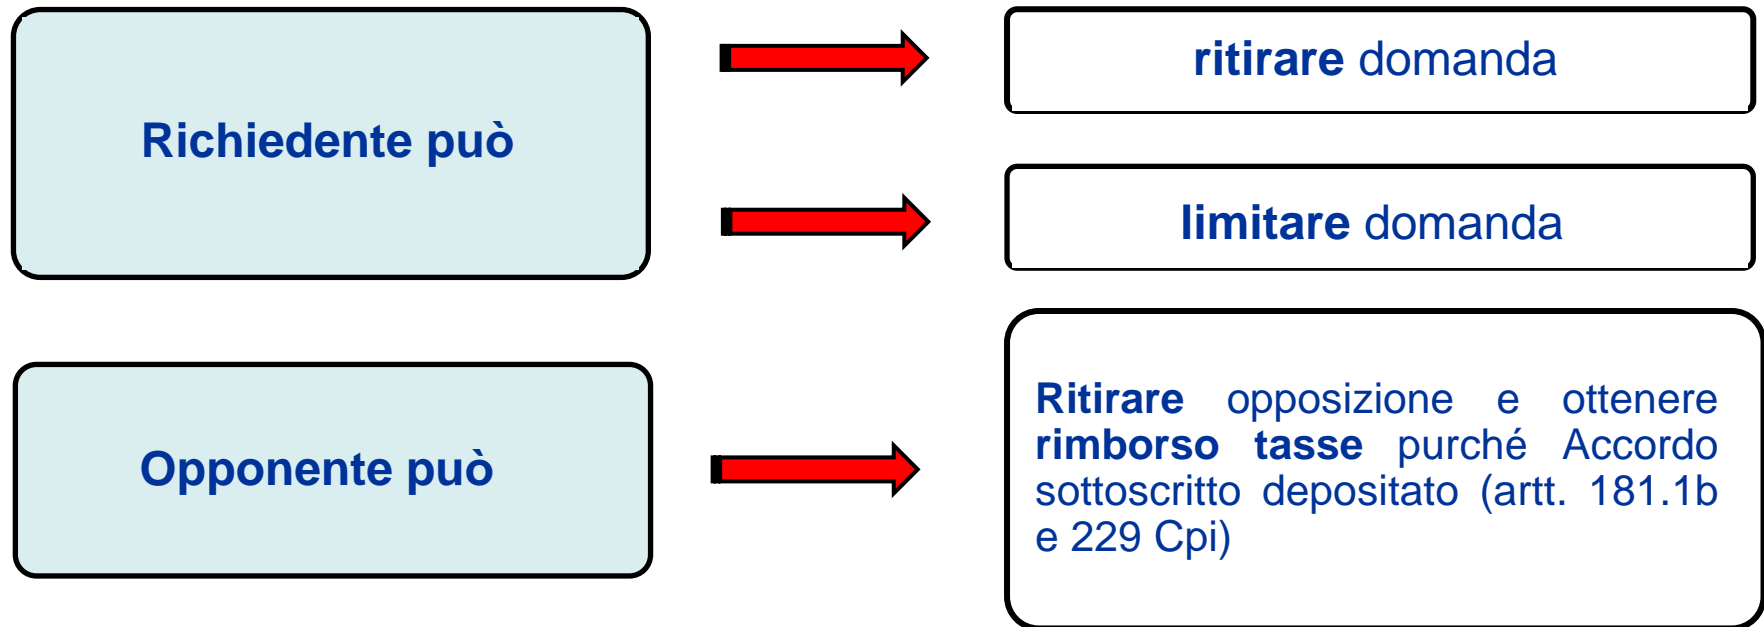 Richiedente può
ritirare domanda
limitare domanda
Opponente può
Ritirare opposizione e ottenere
rimborso tasse purché Accordo
sottoscritto depositato (artt. 181.1b
e 229 Cpi)